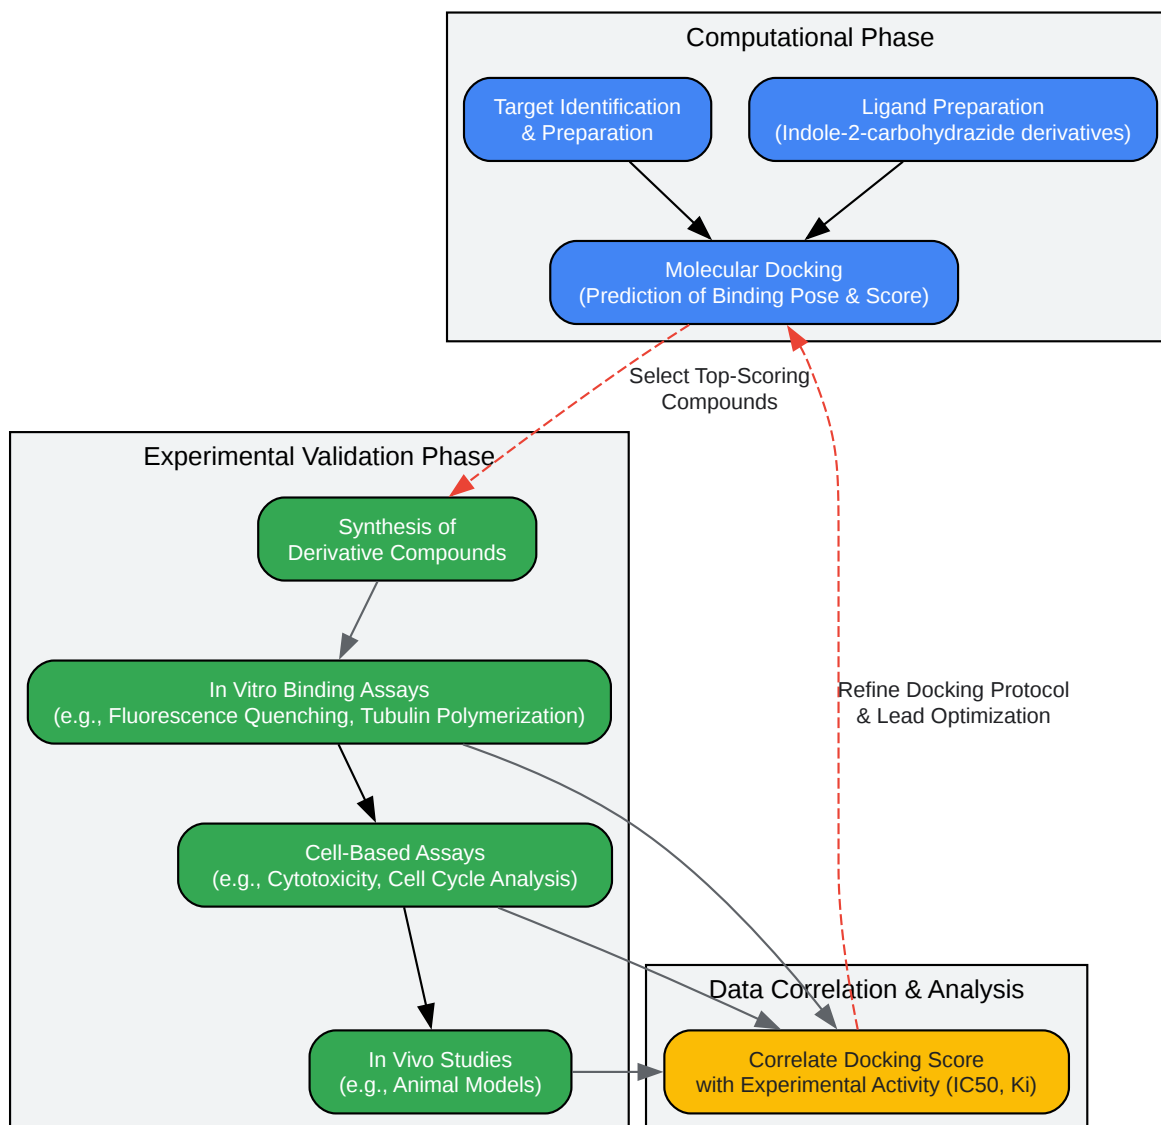 Computational Phase
Target Identification
& Preparation
Ligand Preparation
(Indole-2-carbohydrazide derivatives)
Molecular Docking
(Prediction of Binding Pose & Score)
Select Top-Scoring
Compounds
Experimental Validation Phase
Synthesis of
Derivative Compounds
In Vitro Binding Assays
(e.g., Fluorescence Quenching, Tubulin Polymerization)
Refine Docking Protocol
& Lead Optimization
Cell-Based Assays
(e.g., Cytotoxicity, Cell Cycle Analysis)
Data Correlation & Analysis
In Vivo Studies
(e.g., Animal Models)
Correlate Docking Score
with Experimental Activity (IC50, Ki)